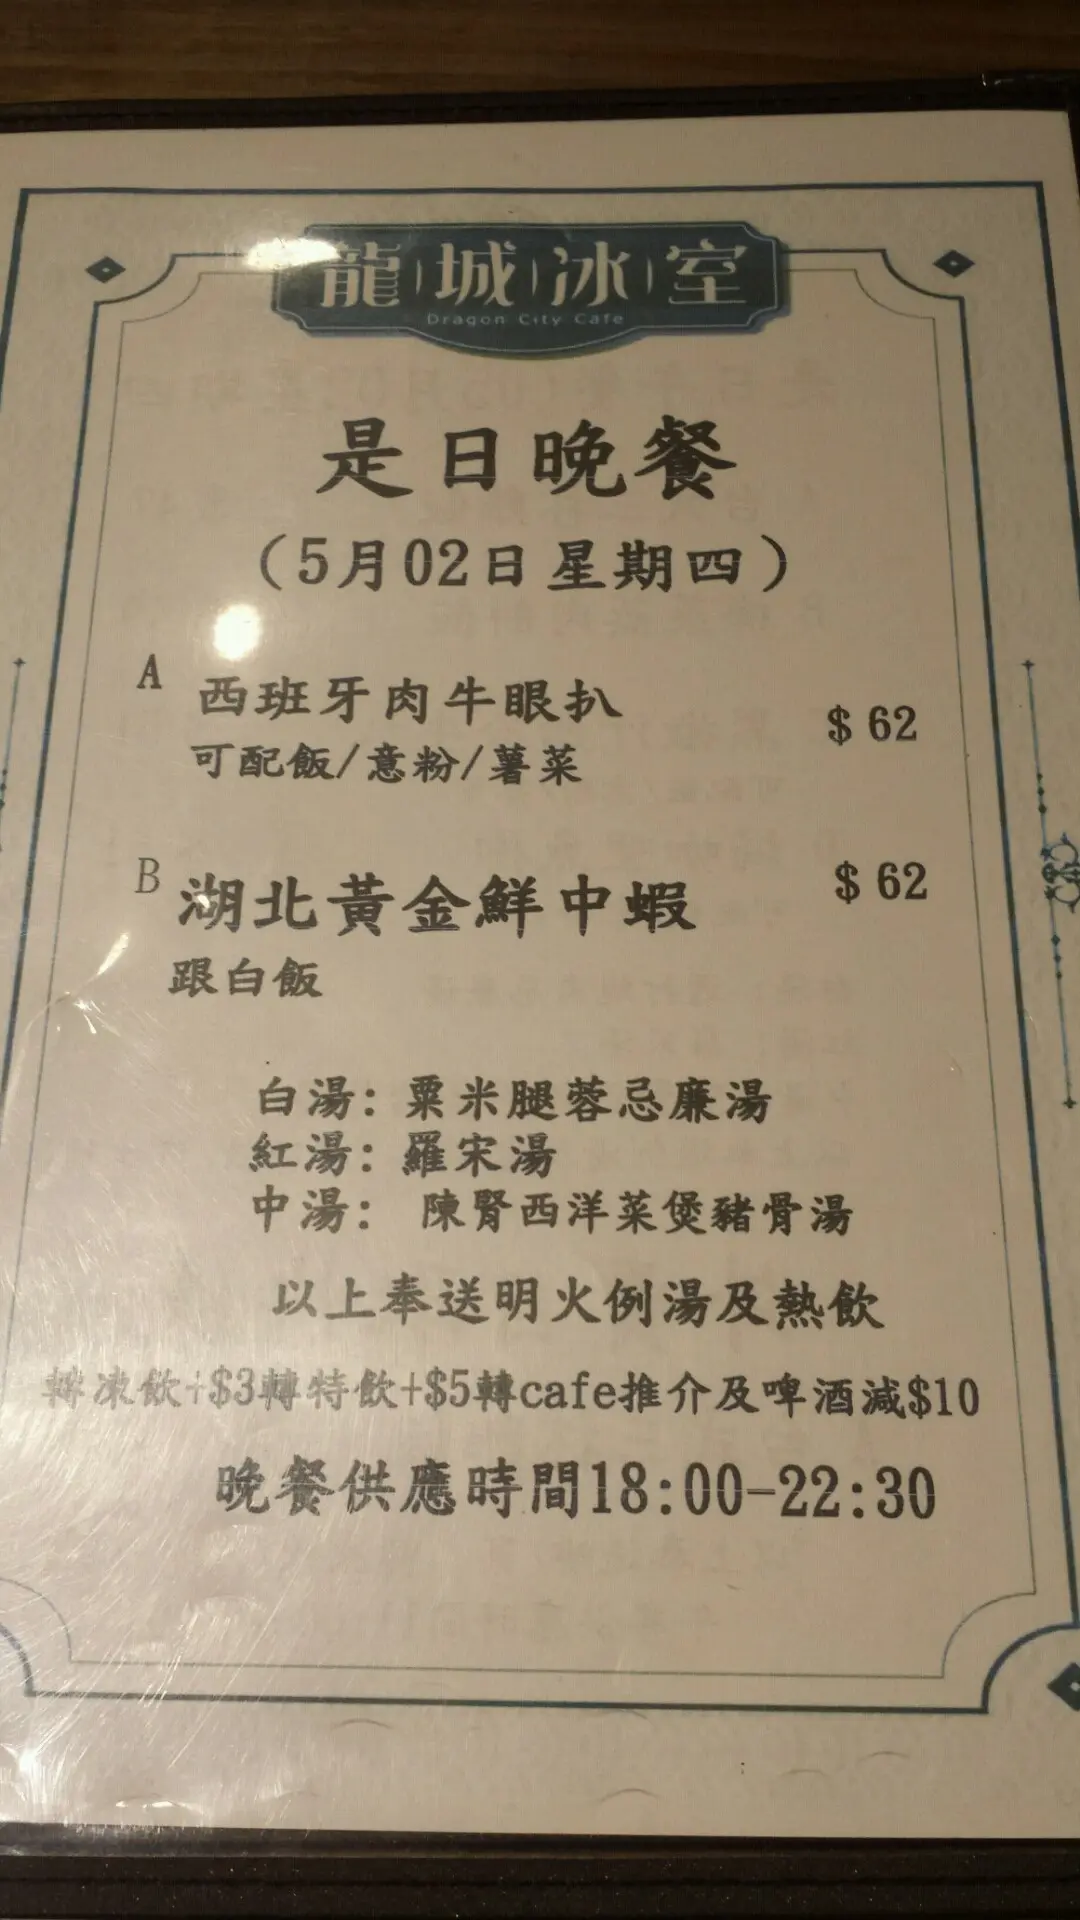 龍城冰室
Dragon City Cafe
是日晚餐
（5月02日星期四）
A 西班牙肉牛眼扒 $62
可配飯/意粉/薯菜
B 湖北黃金鮮中蝦 $62
跟白飯
白湯：粟米腿蓉忌廉湯
紅湯：羅宋湯
中湯：陳腎西洋菜煲豬骨湯
以上奉送明火例湯及熱飲
轉凍飲+$3轉特飲+$5轉cafe推介及啤酒減$10
晚餐供應時間18:00-22:30